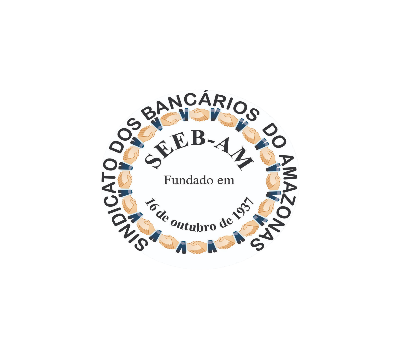 SINDICATO DOS BANCÁRIOS DO AMAZONAS
SEEB-AM
Fundado em
16 de outubro de 1937